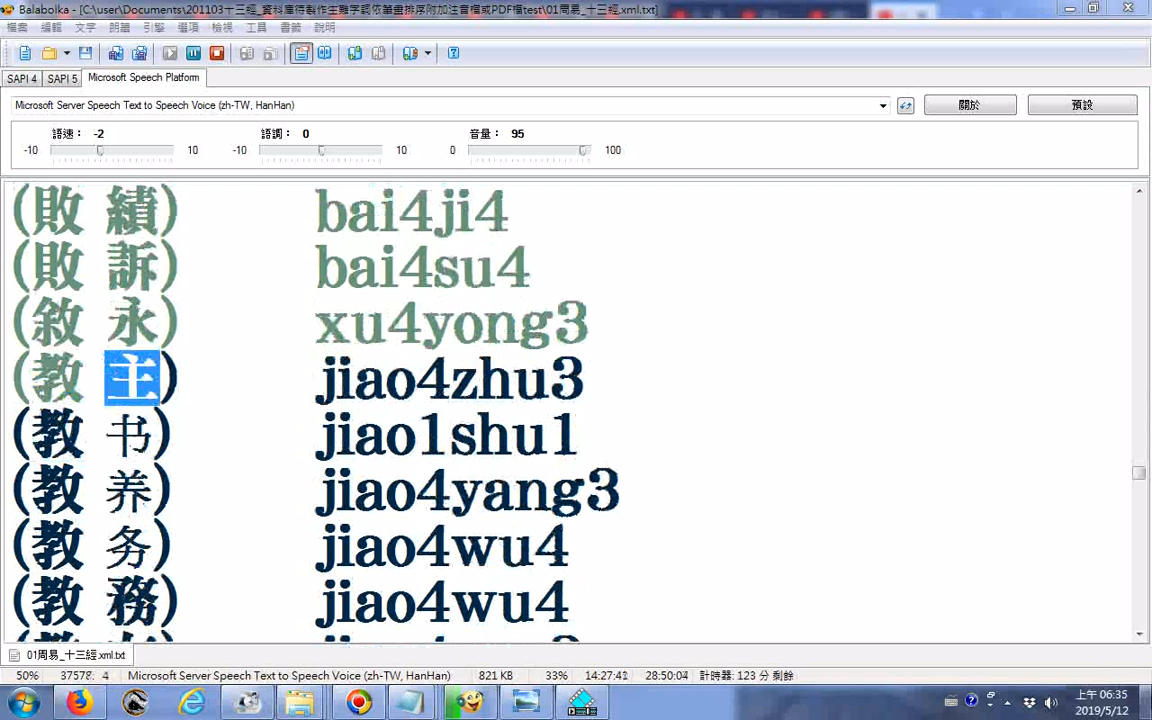 Balabolka - [C:\user\Documents\201103十三經_資料庫待製作生難字詞依筆畫排序附加注音檔或PDF檔test\01周易_十三經.xml.txt]
檔案 編輯 文字 朗讀 引擎 選項 檢視 工具 書籤 說明
SAPI 4 SAPI 5 Microsoft Speech Platform
Microsoft Server Speech Text to Speech Voice (zh-TW, HanHan) 關於 預設
語速： -2 語調： 0 音量： 95
-10 10 -10 10 0 100
(敗 績) bai4ji4
(敗 訴) bai4su4
(敘 永) xu4yong3
(教 主) jiao4zhu3
(教 书) jiao1shu1
(教 养) jiao4yang3
(教 务) jiao4wu4
(教 務) jiao4wu4
01周易_十三經.xml.txt
50% 37578: 4 Microsoft Server Speech Text to Speech Voice (zh-TW, HanHan) 821 KB 33% 14:27:41 28:50:04 計時器: 123 分 剩餘
上午 06:35
2019/5/12